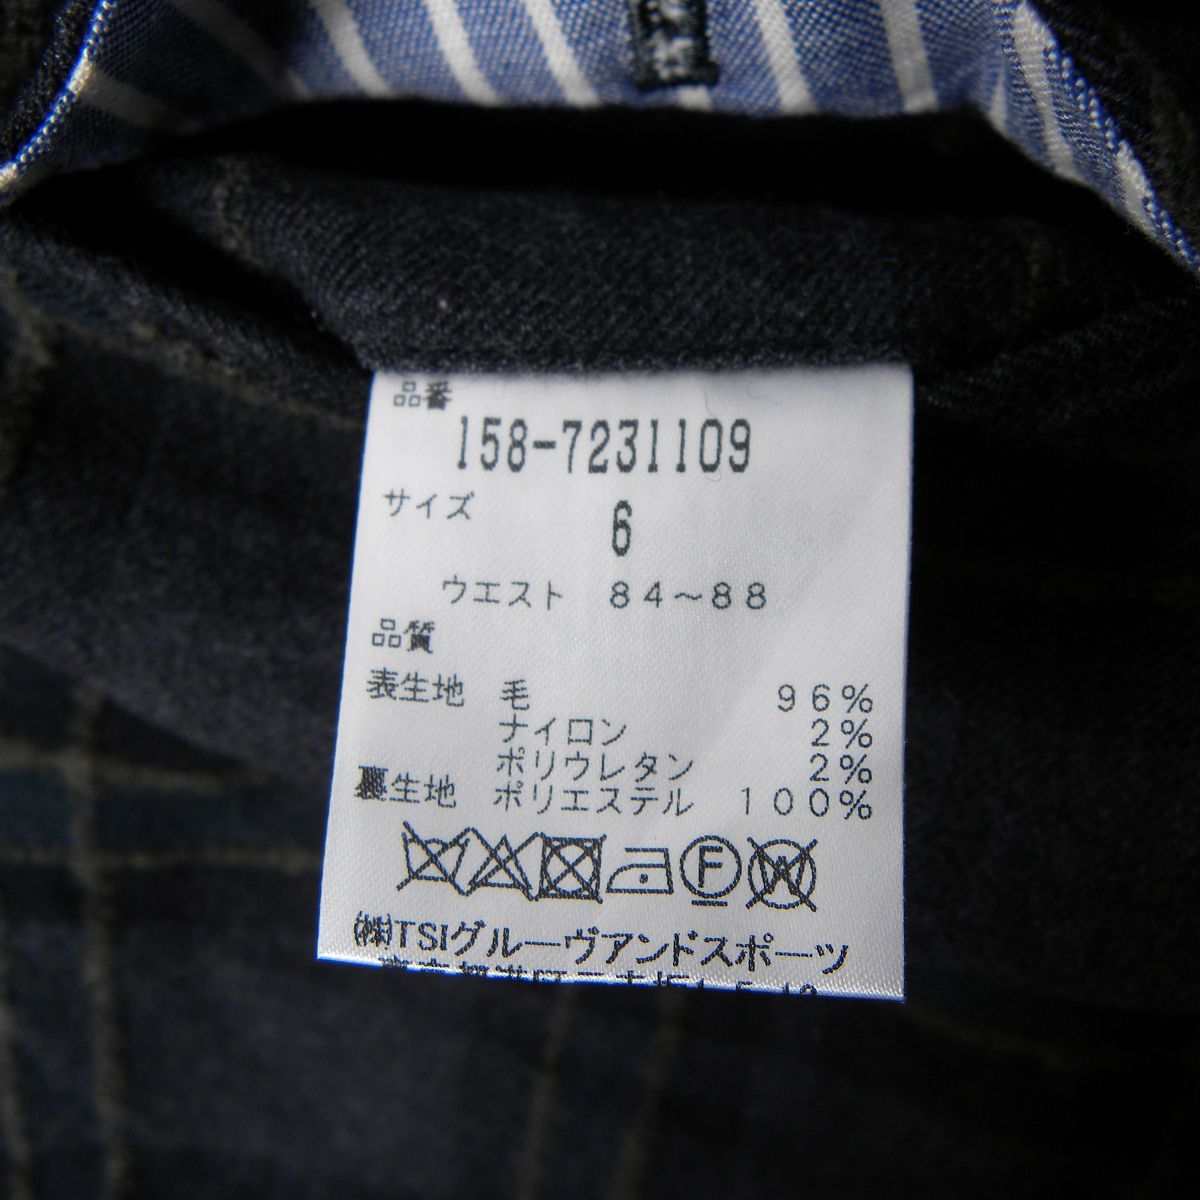 品番
158-7231109
サイズ 6
ウエスト 84～88
品質
表生地 毛 96%
ナイロン 2%
ポリウレタン 2%
裏生地 ポリエステル 100%
F W
(株)TSIグルーヴアンドスポーツ